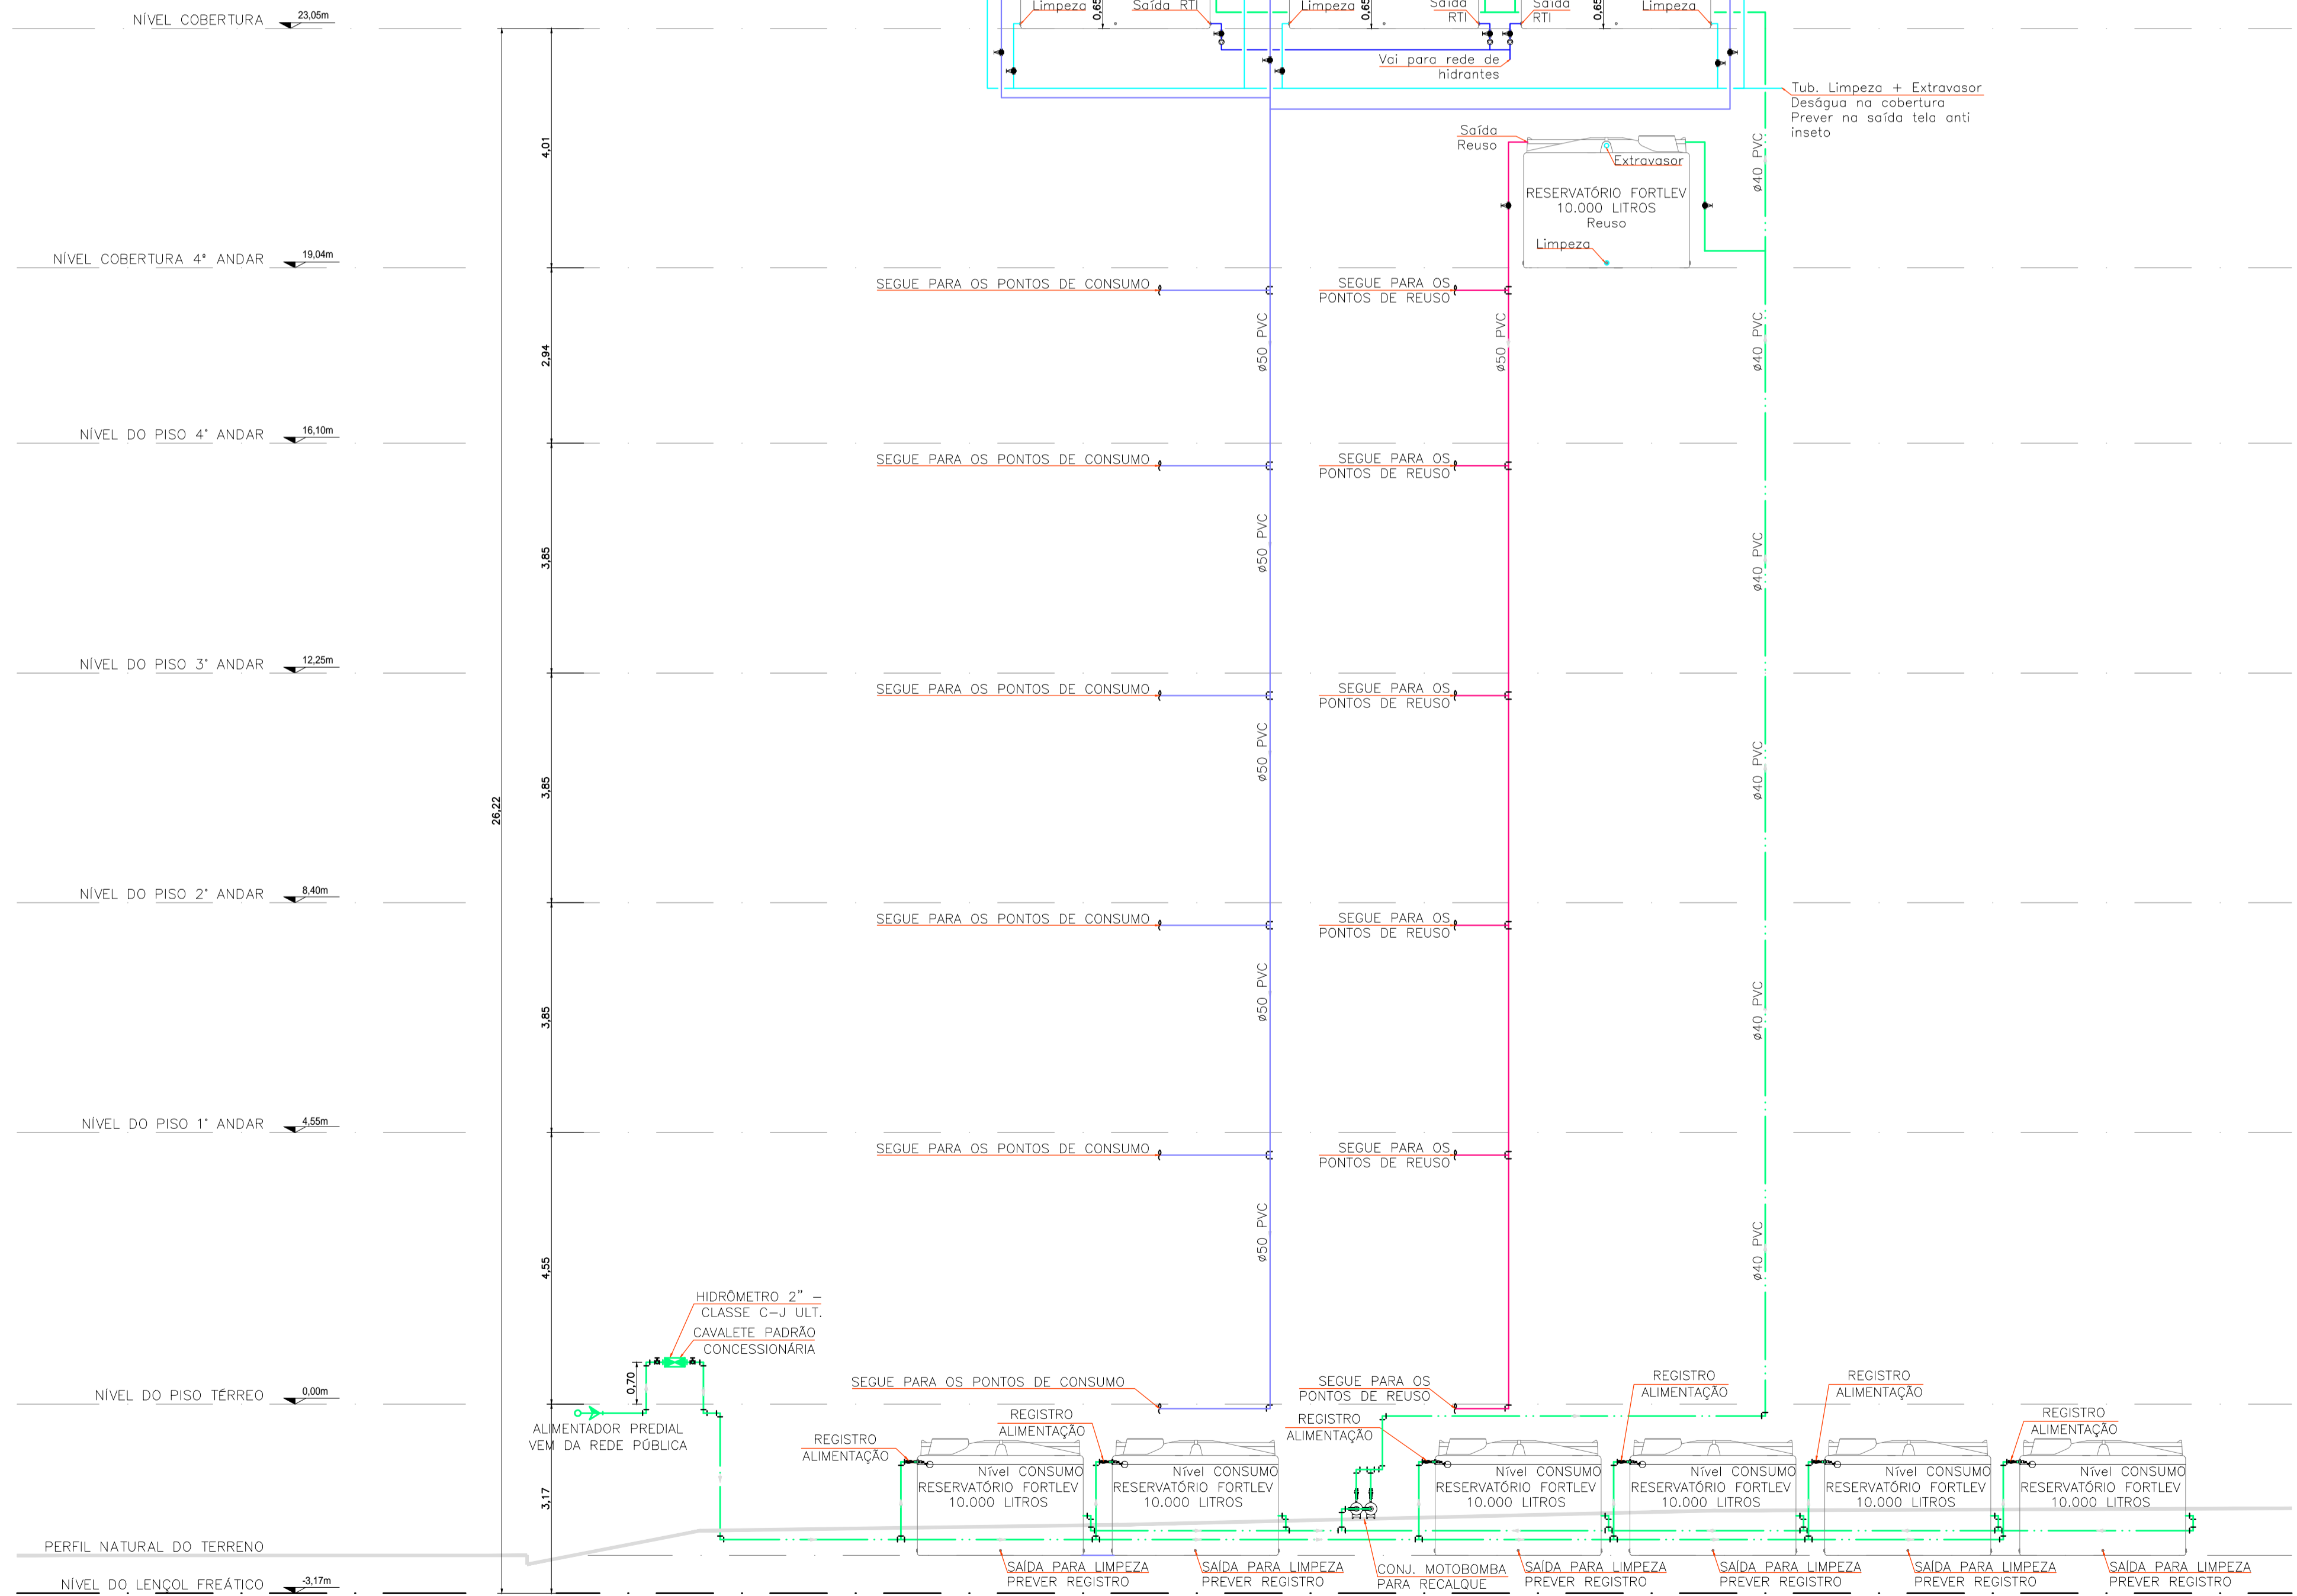 NÍVEL COBERTURA
23,05m
Limpeza
0,65
Saída RTI
Limpeza
0,65
Saída
RTI
Saída
RTI
0,65
Limpeza
Vai para rede de
hidrantes
Tub. Limpeza + Extravasor
Deságua na cobertura
Prever na saída tela anti
inseto
4,01
Saída
Reuso
Extravasor
RESERVATÓRIO FORTLEV
10.000 LITROS
Reuso
Limpeza
ø40 PVC
NÍVEL COBERTURA 4° ANDAR
19,04m
SEGUE PARA OS PONTOS DE CONSUMO
SEGUE PARA OS
PONTOS DE REUSO
2,94
ø50 PVC
ø50 PVC
ø40 PVC
NÍVEL DO PISO 4° ANDAR
16,10m
SEGUE PARA OS PONTOS DE CONSUMO
SEGUE PARA OS
PONTOS DE REUSO
3,85
ø50 PVC
ø40 PVC
NÍVEL DO PISO 3° ANDAR
12,25m
SEGUE PARA OS PONTOS DE CONSUMO
SEGUE PARA OS
PONTOS DE REUSO
3,85
26,22
ø50 PVC
ø40 PVC
NÍVEL DO PISO 2° ANDAR
8,40m
SEGUE PARA OS PONTOS DE CONSUMO
SEGUE PARA OS
PONTOS DE REUSO
3,85
ø50 PVC
ø40 PVC
NÍVEL DO PISO 1° ANDAR
4,55m
SEGUE PARA OS PONTOS DE CONSUMO
SEGUE PARA OS
PONTOS DE REUSO
4,55
ø50 PVC
ø40 PVC
HIDRÔMETRO 2" –
CLASSE C–J ULT.
CAVALETE PADRÃO
CONCESSIONÁRIA
0,70
NÍVEL DO PISO TÉRREO
0,00m
ALIMENTADOR PREDIAL
VEM DA REDE PÚBLICA
SEGUE PARA OS PONTOS DE CONSUMO
SEGUE PARA OS
PONTOS DE REUSO
REGISTRO
ALIMENTAÇÃO
REGISTRO
ALIMENTAÇÃO
REGISTRO
ALIMENTAÇÃO
REGISTRO
ALIMENTAÇÃO
REGISTRO
ALIMENTAÇÃO
REGISTRO
ALIMENTAÇÃO
3,17
Nível CONSUMO
RESERVATÓRIO FORTLEV
10.000 LITROS
Nível CONSUMO
RESERVATÓRIO FORTLEV
10.000 LITROS
Nível CONSUMO
RESERVATÓRIO FORTLEV
10.000 LITROS
Nível CONSUMO
RESERVATÓRIO FORTLEV
10.000 LITROS
Nível CONSUMO
RESERVATÓRIO FORTLEV
10.000 LITROS
Nível CONSUMO
RESERVATÓRIO FORTLEV
10.000 LITROS
PERFIL NATURAL DO TERRENO
SAÍDA PARA LIMPEZA
PREVER REGISTRO
SAÍDA PARA LIMPEZA
PREVER REGISTRO
CONJ. MOTOBOMBA
PARA RECALQUE
SAÍDA PARA LIMPEZA
PREVER REGISTRO
SAÍDA PARA LIMPEZA
PREVER REGISTRO
SAÍDA PARA LIMPEZA
PREVER REGISTRO
SAÍDA PARA LIMPEZA
PREVER REGISTRO
NÍVEL DO LENÇOL FREÁTICO
-3,17m